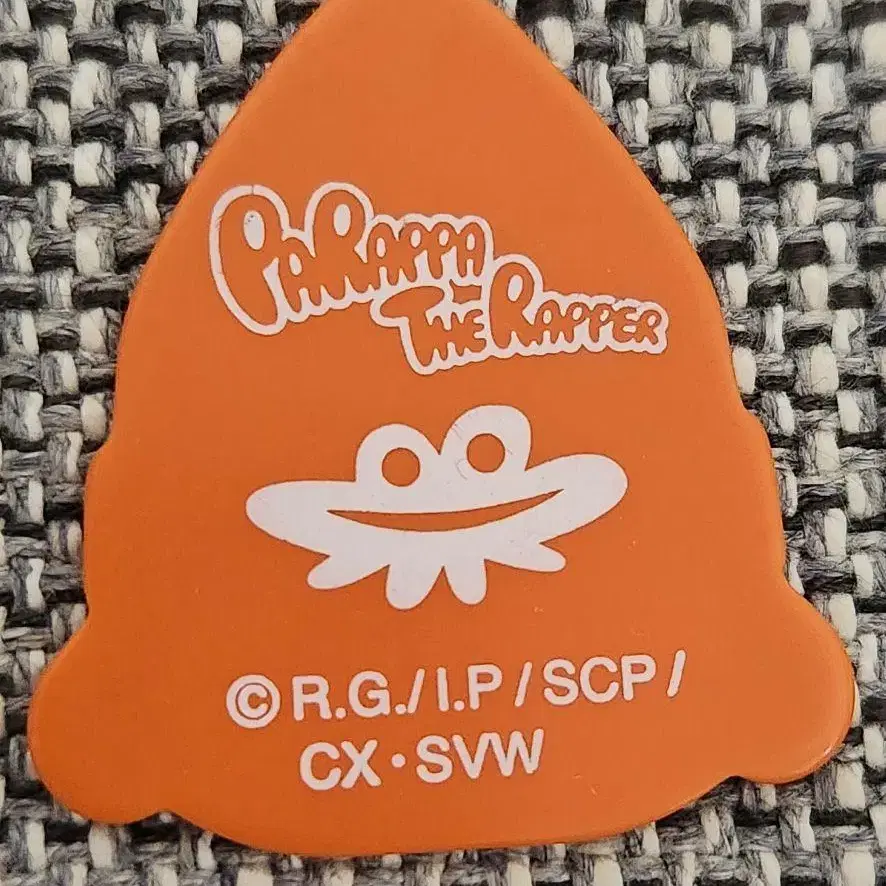 PARAPPA
THE RAPPER
© R.G./I.P/SCP/
CX・SVW